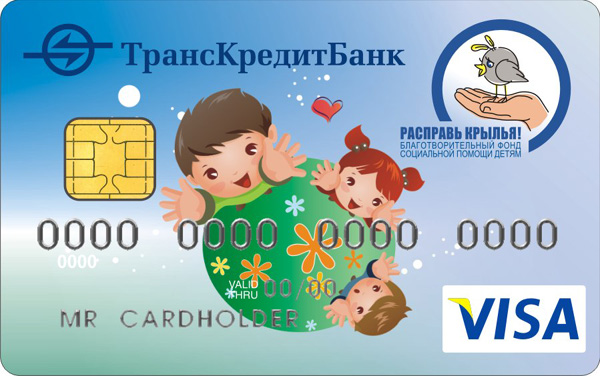 ТрансКредитБанк
РАСПРАВЬ КРЫЛЬЯ!
БЛАГОТВОРИТЕЛЬНЫЙ ФОНД
СОЦИАЛЬНОЙ ПОМОЩИ ДЕТЯМ
0000 0000 0000 0000
0000
VALID
THRU 00/00
MR CARDHOLDER
VISA